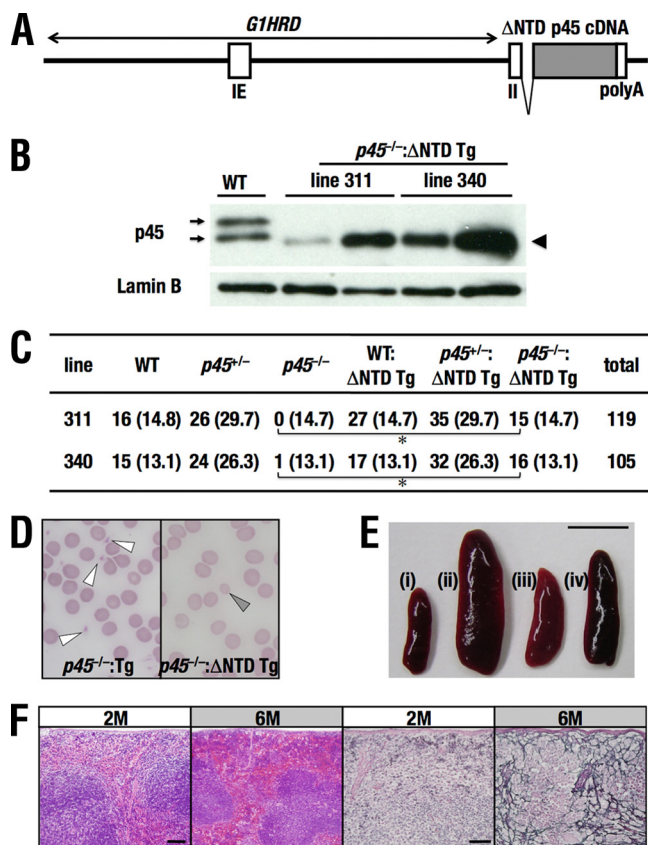 A
G1HRD
ΔNTD p45 cDNA
IE
II
polyA
B
p45–/–:ΔNTD Tg
WT
line 311
line 340
p45
Lamin B
C
line WT p45+/– p45–/– WT: ΔNTD Tg p45+/–: ΔNTD Tg p45–/–: ΔNTD Tg total
311 16 (14.8) 26 (29.7) 0 (14.7) 27 (14.7) 35 (29.7) 15 (14.7) 119
*
340 15 (13.1) 24 (26.3) 1 (13.1) 17 (13.1) 32 (26.3) 16 (13.1) 105
*
D
p45–/–:Tg
p45–/–:ΔNTD Tg
E
(i)
(ii)
(iii)
(iv)
F
2M
6M
2M
6M